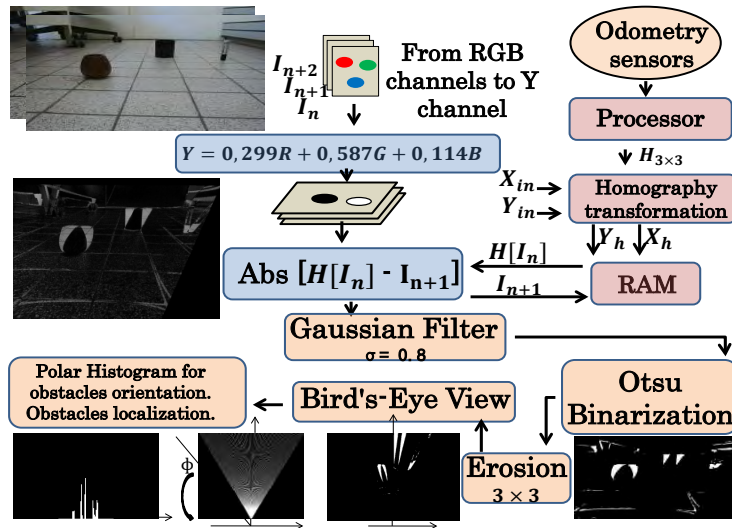 I_{n+2}
I_{n+1}
I_n
From RGB
channels to Y
channel
Odometry
sensors
Processor
H_{3×3}
Y = 0,299R + 0,587G + 0,114B
X_{in}
Y_{in}
Homography
transformation
Y_h
X_h
H[I_n]
Abs [H[I_n] - I_{n+1}]
I_{n+1}
RAM
Gaussian Filter
σ = 0.8
Polar Histogram for
obstacles orientation.
Obstacles localization.
Bird's-Eye View
Otsu
Binarization
ϕ
Erosion
3 × 3